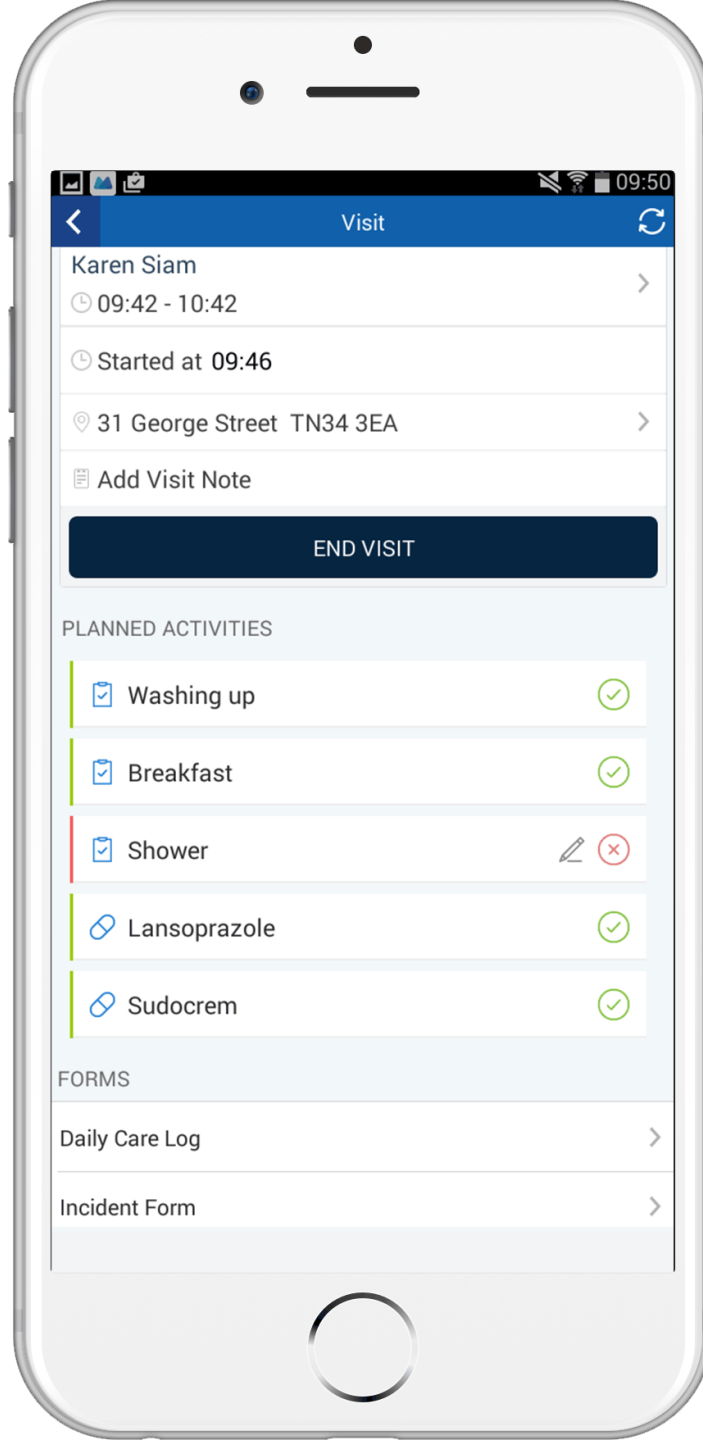 09:50
Visit
Karen Siam
09:42 - 10:42
Started at 09:46
31 George Street TN34 3EA
Add Visit Note
END VISIT
PLANNED ACTIVITIES
Washing up
Breakfast
Shower
Lansoprazole
Sudocrem
FORMS
Daily Care Log
Incident Form